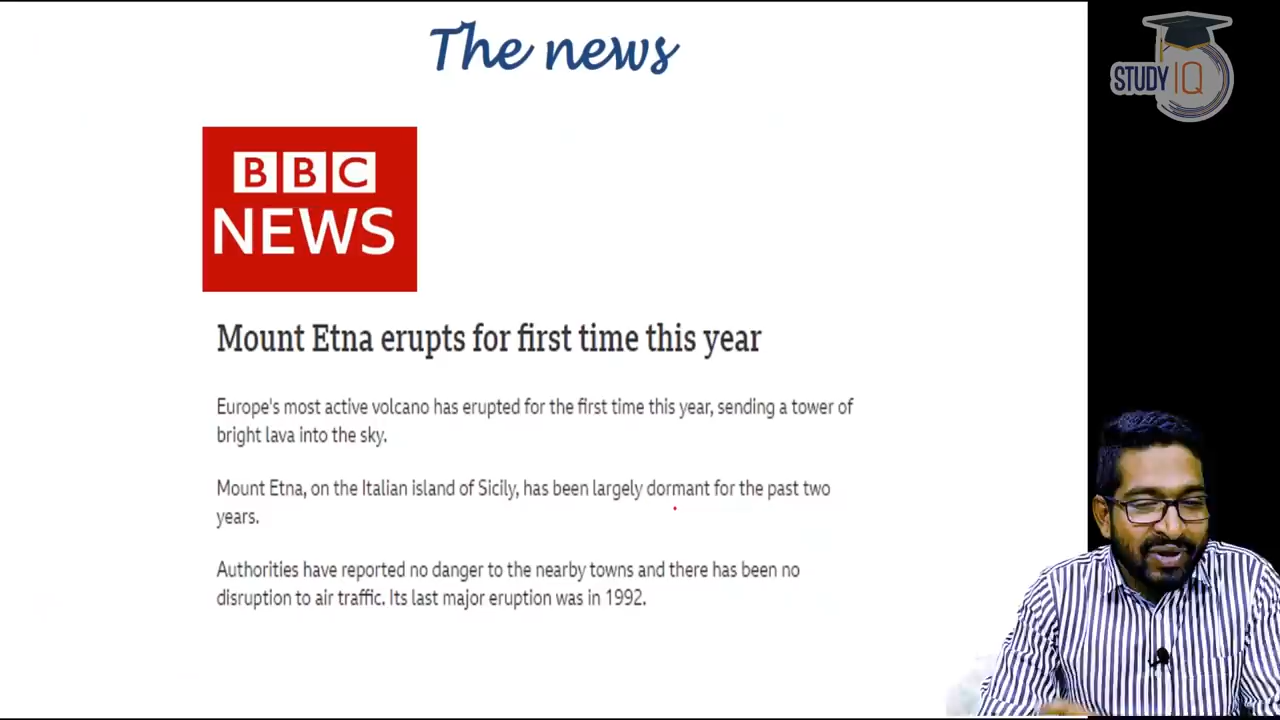 The news
STUDY IQ
BBC
NEWS
Mount Etna erupts for first time this year
Europe's most active volcano has erupted for the first time this year, sending a tower of
bright lava into the sky.
Mount Etna, on the Italian island of Sicily, has been largely dormant for the past two
years.
Authorities have reported no danger to the nearby towns and there has been no
disruption to air traffic. Its last major eruption was in 1992.